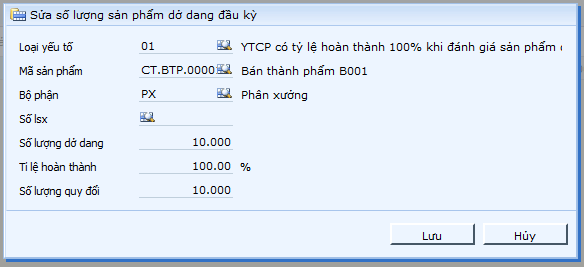 Sửa số lượng sản phẩm dở dang đầu kỳ
Loại yếu tố 01 YTCP có tỷ lệ hoàn thành 100% khi đánh giá sản phẩm
Mã sản phẩm CT.BTP.0000 Bán thành phẩm B001
Bộ phận PX Phân xưởng
Số lsx
Số lượng dở dang 10.000
Tỉ lệ hoàn thành 100.00 %
Số lượng quy đổi 10.000
Lưu Hủy